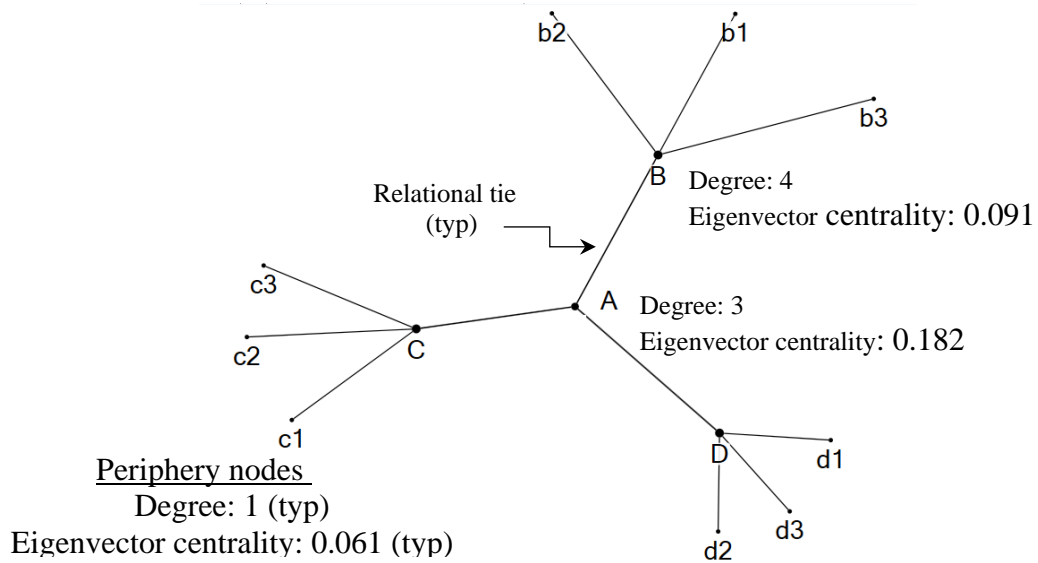 b2
b1
b3
B
Degree: 4
Eigenvector centrality: 0.091
Relational tie
(typ)
c3
A
Degree: 3
Eigenvector centrality: 0.182
C
c2
c1
D
d1
d3
d2
Periphery nodes
Degree: 1 (typ)
Eigenvector centrality: 0.061 (typ)